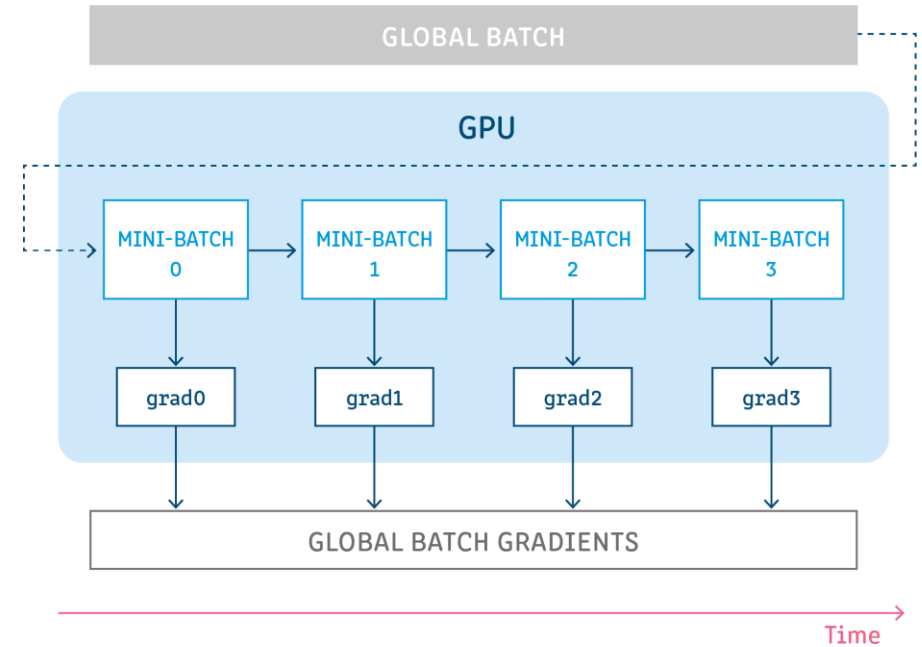 GLOBAL BATCH
GPU
MINI-BATCH
0
MINI-BATCH
1
MINI-BATCH
2
MINI-BATCH
3
grad0
grad1
grad2
grad3
GLOBAL BATCH GRADIENTS
Time